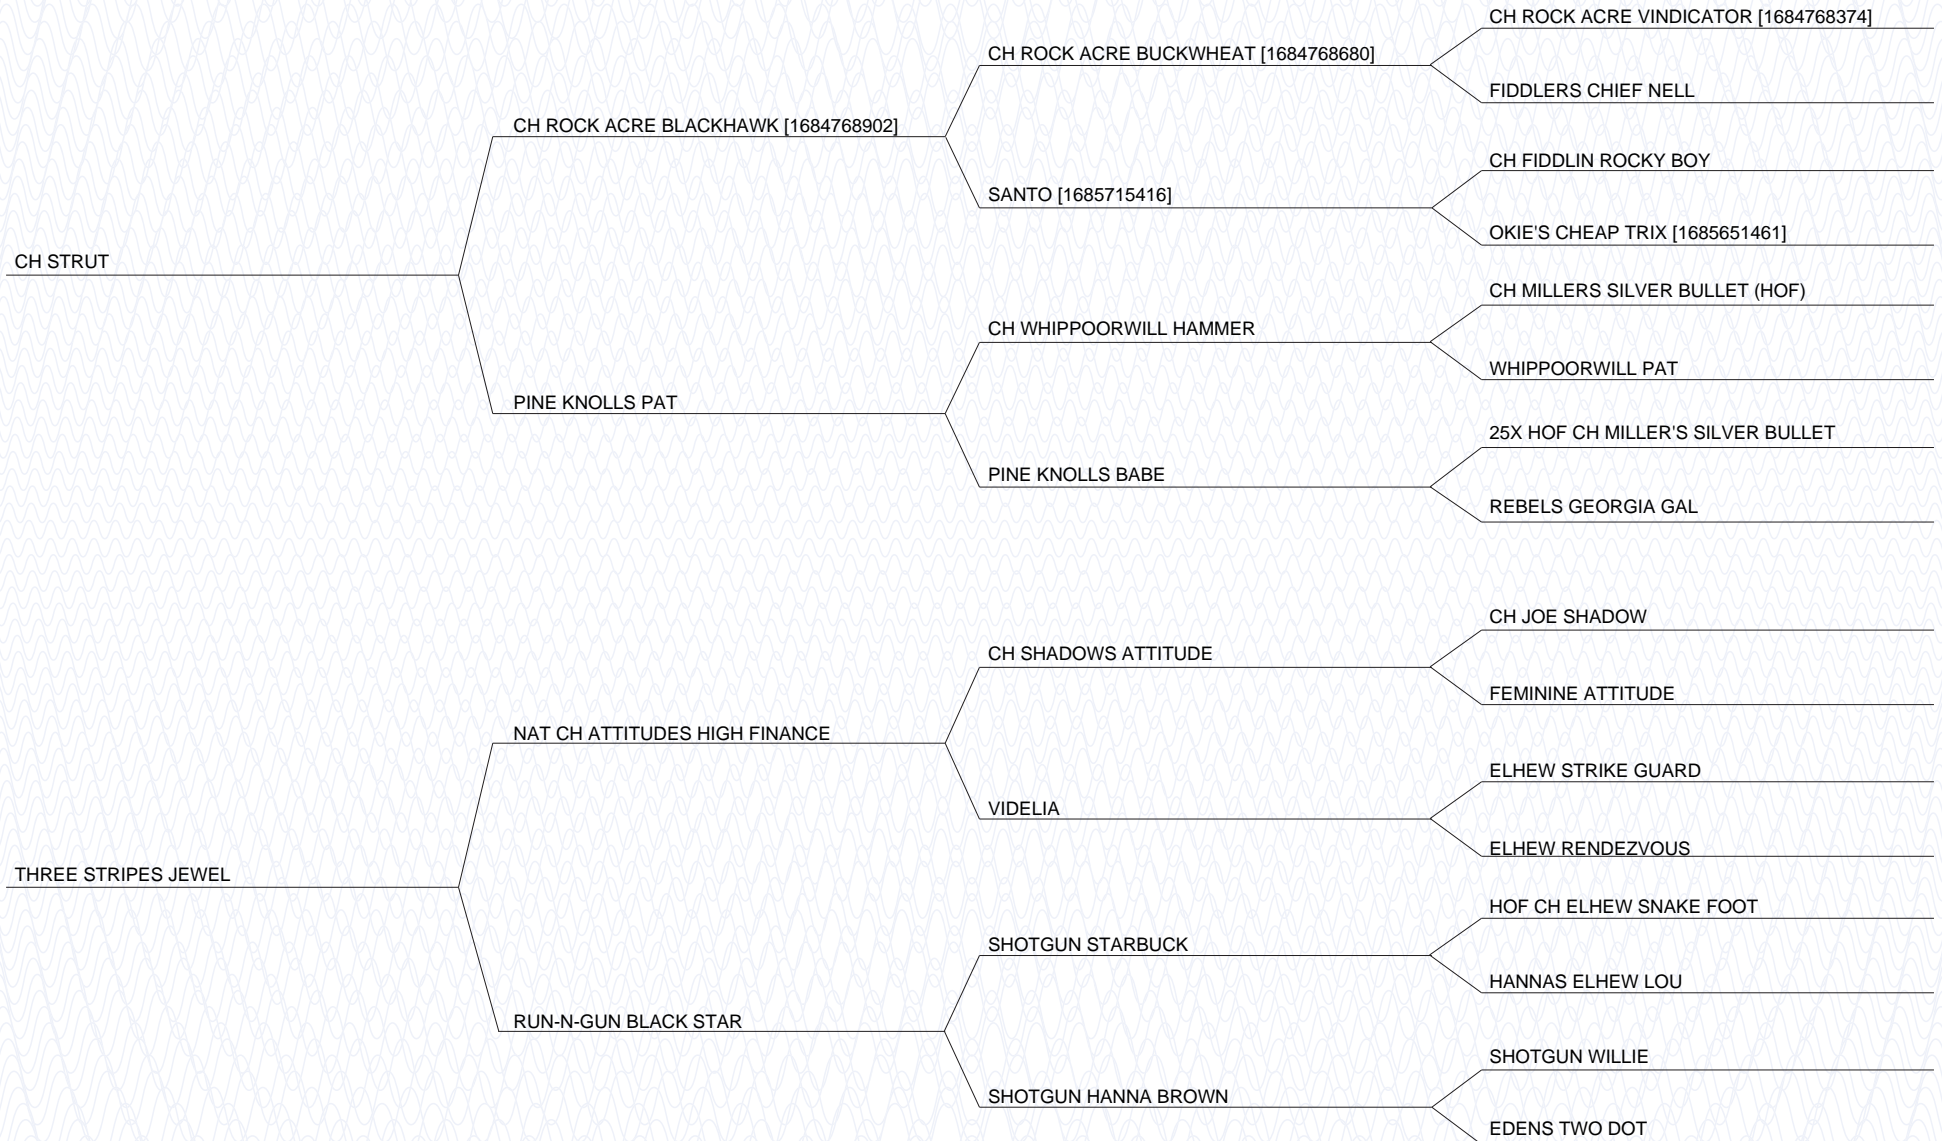 CH ROCK ACRE VINDICATOR [1684768374]
CH ROCK ACRE BUCKWHEAT [1684768680]
FIDDLERS CHIEF NELL
CH ROCK ACRE BLACKHAWK [1684768902]
CH FIDDLIN ROCKY BOY
SANTO [1685715416]
OKIE'S CHEAP TRIX [1685651461]
CH STRUT
CH MILLERS SILVER BULLET (HOF)
CH WHIPPOORWILL HAMMER
WHIPPOORWILL PAT
PINE KNOLLS PAT
25X HOF CH MILLER'S SILVER BULLET
PINE KNOLLS BABE
REBELS GEORGIA GAL
CH JOE SHADOW
CH SHADOWS ATTITUDE
FEMININE ATTITUDE
NAT CH ATTITUDES HIGH FINANCE
ELHEW STRIKE GUARD
VIDELIA
ELHEW RENDEZVOUS
THREE STRIPES JEWEL
HOF CH ELHEW SNAKE FOOT
SHOTGUN STARBUCK
HANNAS ELHEW LOU
RUN-N-GUN BLACK STAR
SHOTGUN WILLIE
SHOTGUN HANNA BROWN
EDENS TWO DOT